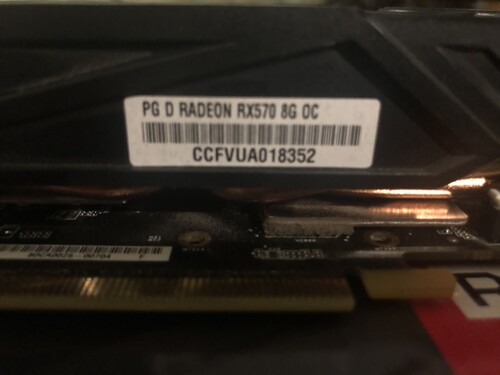 PG D RADEON RX570 8G OC
CCFVUA018352